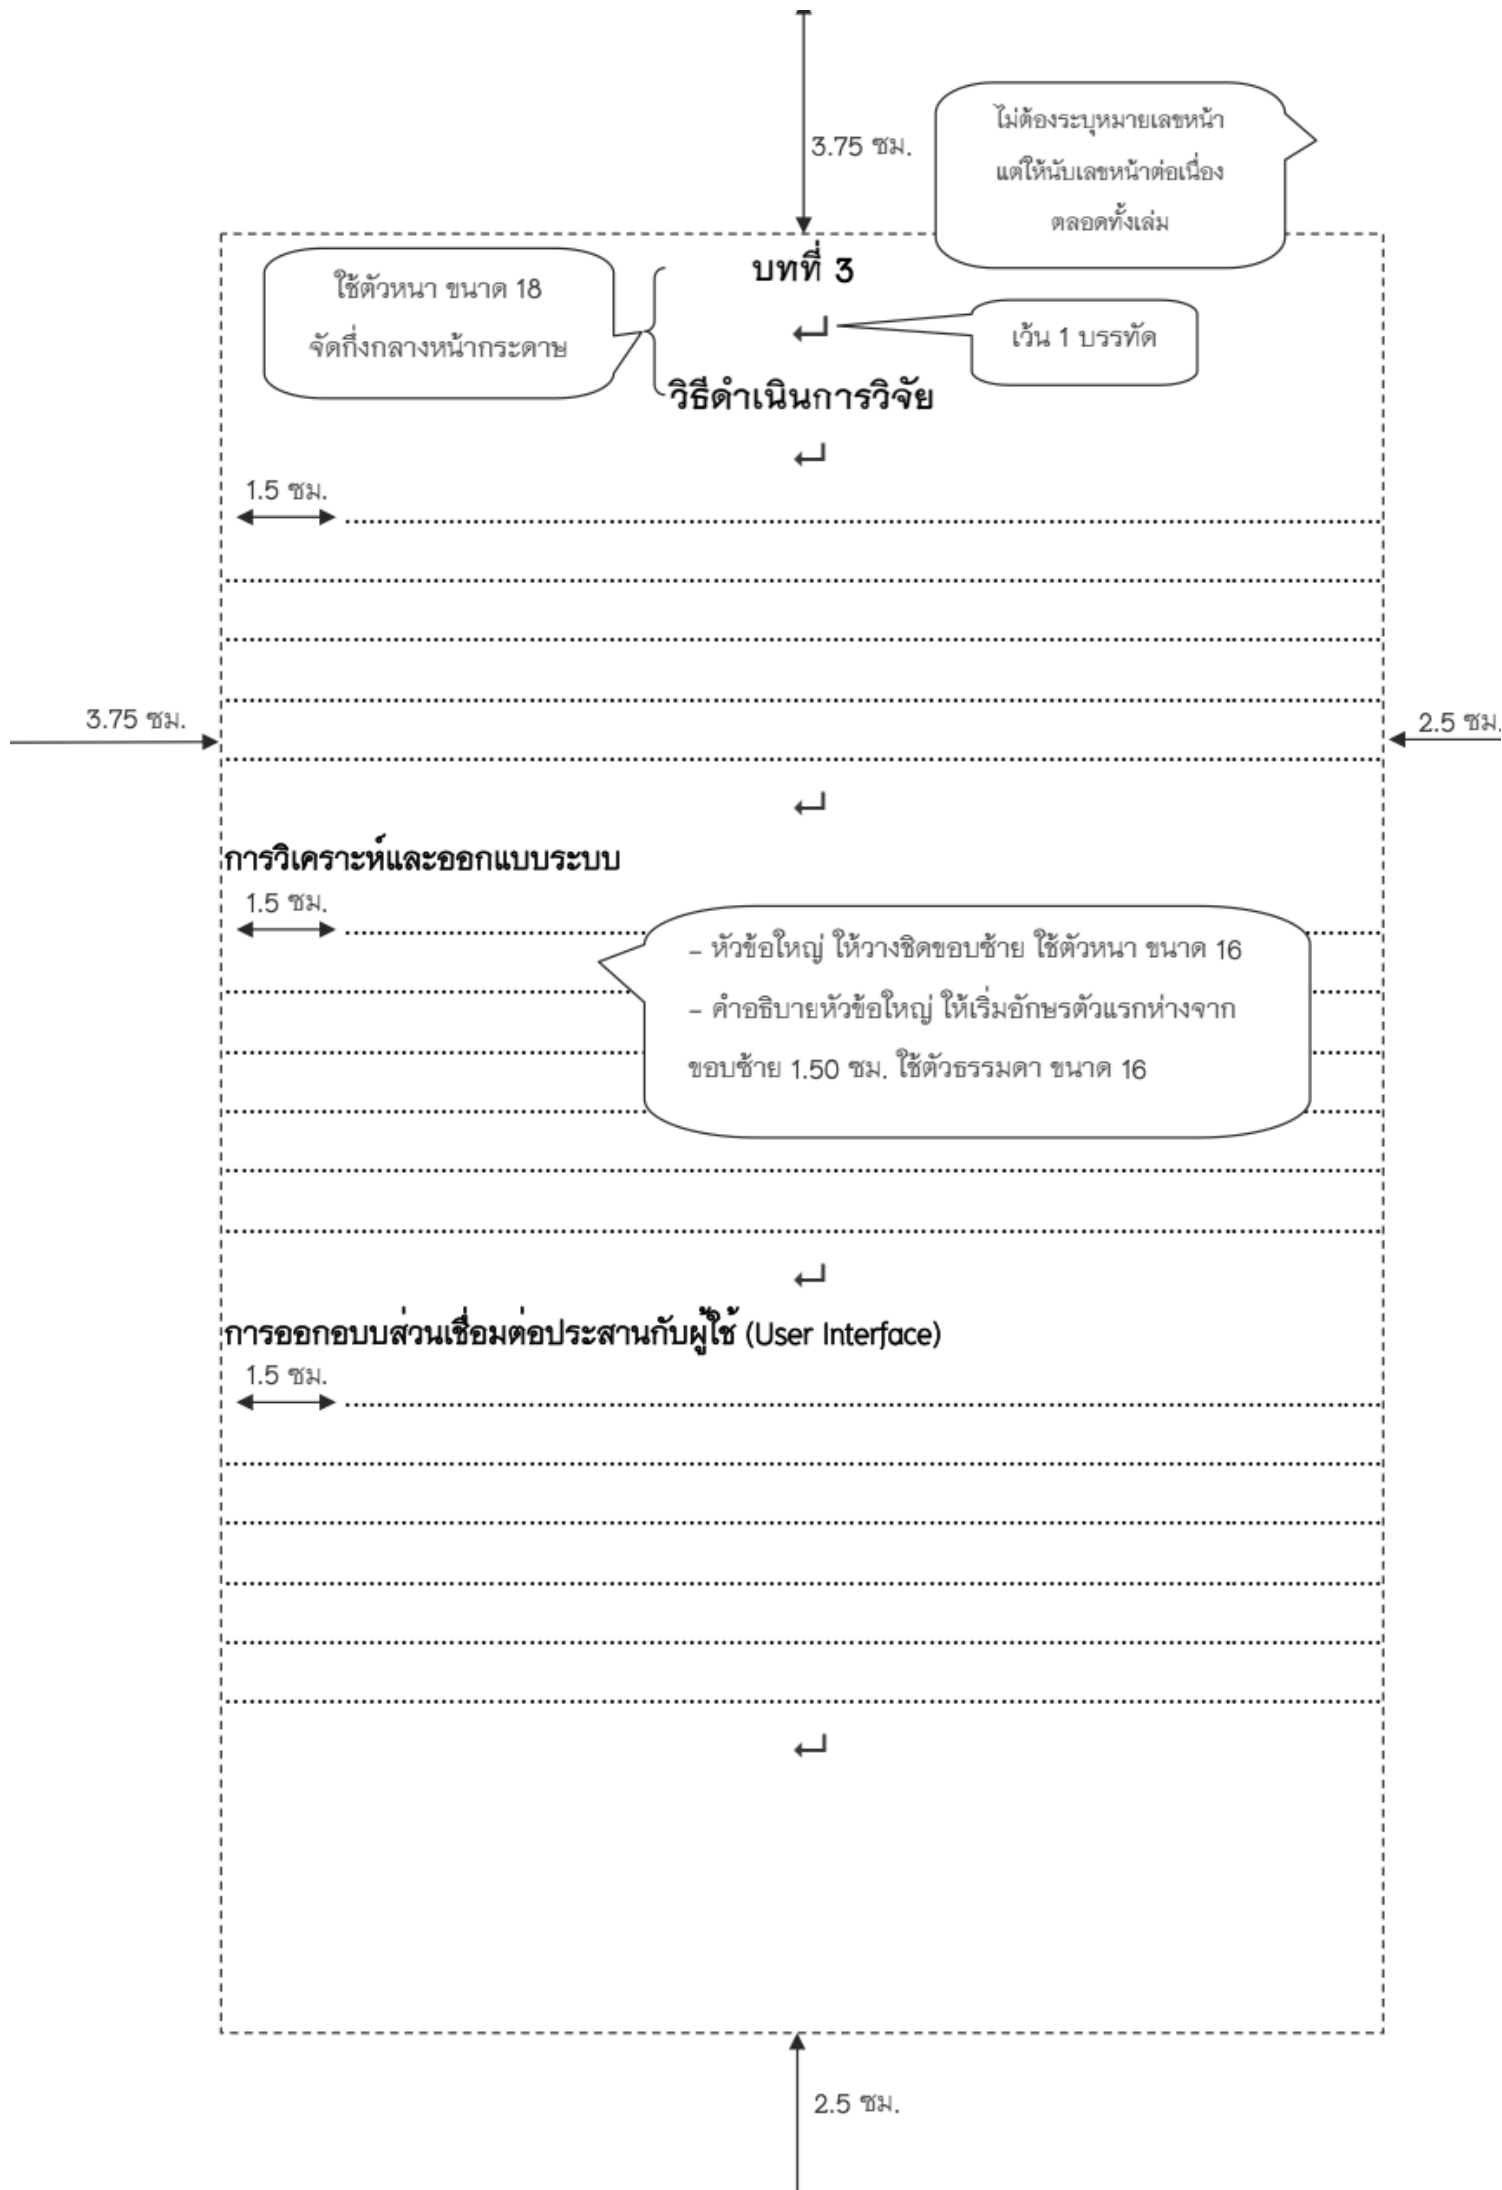 3.75 ซม.
ไม่ต้องระบุหมายเลขหน้า
แต่ให้นับเลขหน้าต่อเนื่อง
ตลอดทั้งเล่ม
บทที่ 3
ใช้ตัวหนา ขนาด 18
จัดกึ่งกลางหน้ากระดาษ
เว้น 1 บรรทัด
วิธีดำเนินการวิจัย
1.5 ซม.
3.75 ซม.
2.5 ซม.
การวิเคราะห์และออกแบบระบบ
1.5 ซม.
– หัวข้อใหญ่ ให้วางชิดขอบซ้าย ใช้ตัวหนา ขนาด 16
– คำอธิบายหัวข้อใหญ่ ให้เริ่มอักษรตัวแรกห่างจาก
ขอบซ้าย 1.50 ซม. ใช้ตัวธรรมดา ขนาด 16
การออกอบบส่วนเชื่อมต่อประสานกับผู้ใช้ (User Interface)
1.5 ซม.
2.5 ซม.